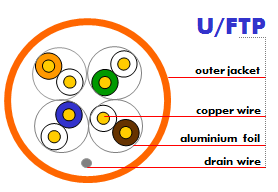 U/FTP
outer jacket
copper wire
aluminium foil
drain wire